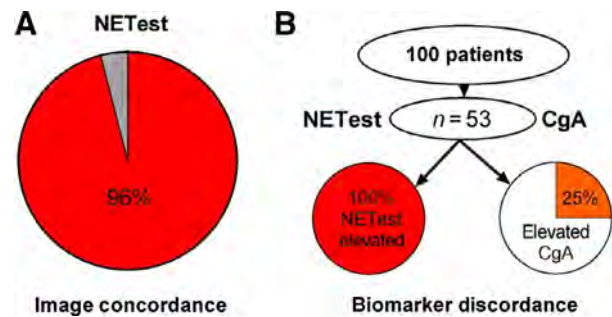 A
NETest
96%
Image concordance
B
100 patients
NETest
n = 53
CgA
100%
NETest
elevated
25%
Elevated
CgA
Biomarker discordance